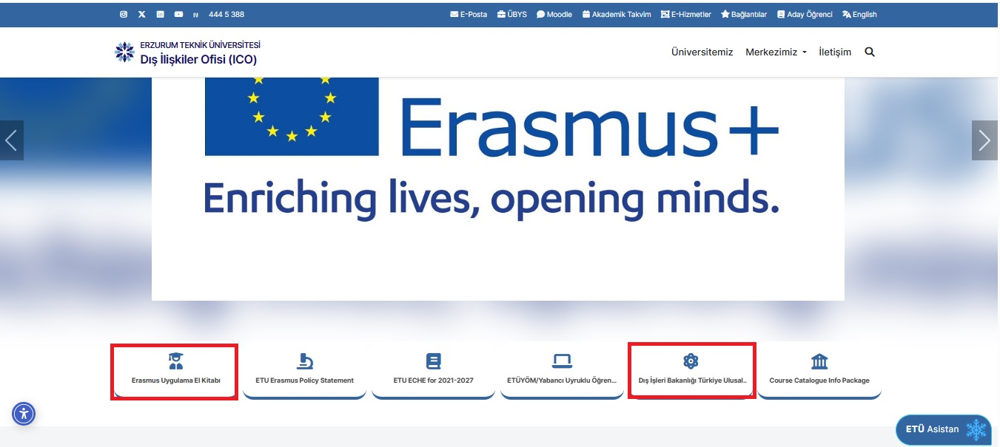 444 5 388
E-Posta
ÜBYS
Moodle
Akademik Takvim
E-Hizmetler
Bağlantılar
Aday Öğrenci
English
ERZURUM TEKNİK ÜNİVERSİTESİ
Dış İlişkiler Ofisi (ICO)
Üniversitemiz
Merkezimiz
İletişim
Erasmus+
Enriching lives, opening minds.
Erasmus Uygulama El Kitabı
ETU Erasmus Policy Statement
ETU ECHE for 2021-2027
ETÜYÖM/Yabancı Uyruklu Öğren...
Dış İşleri Bakanlığı Türkiye Ulusal..
Course Catalogue Info Package
ETÜ Asistan